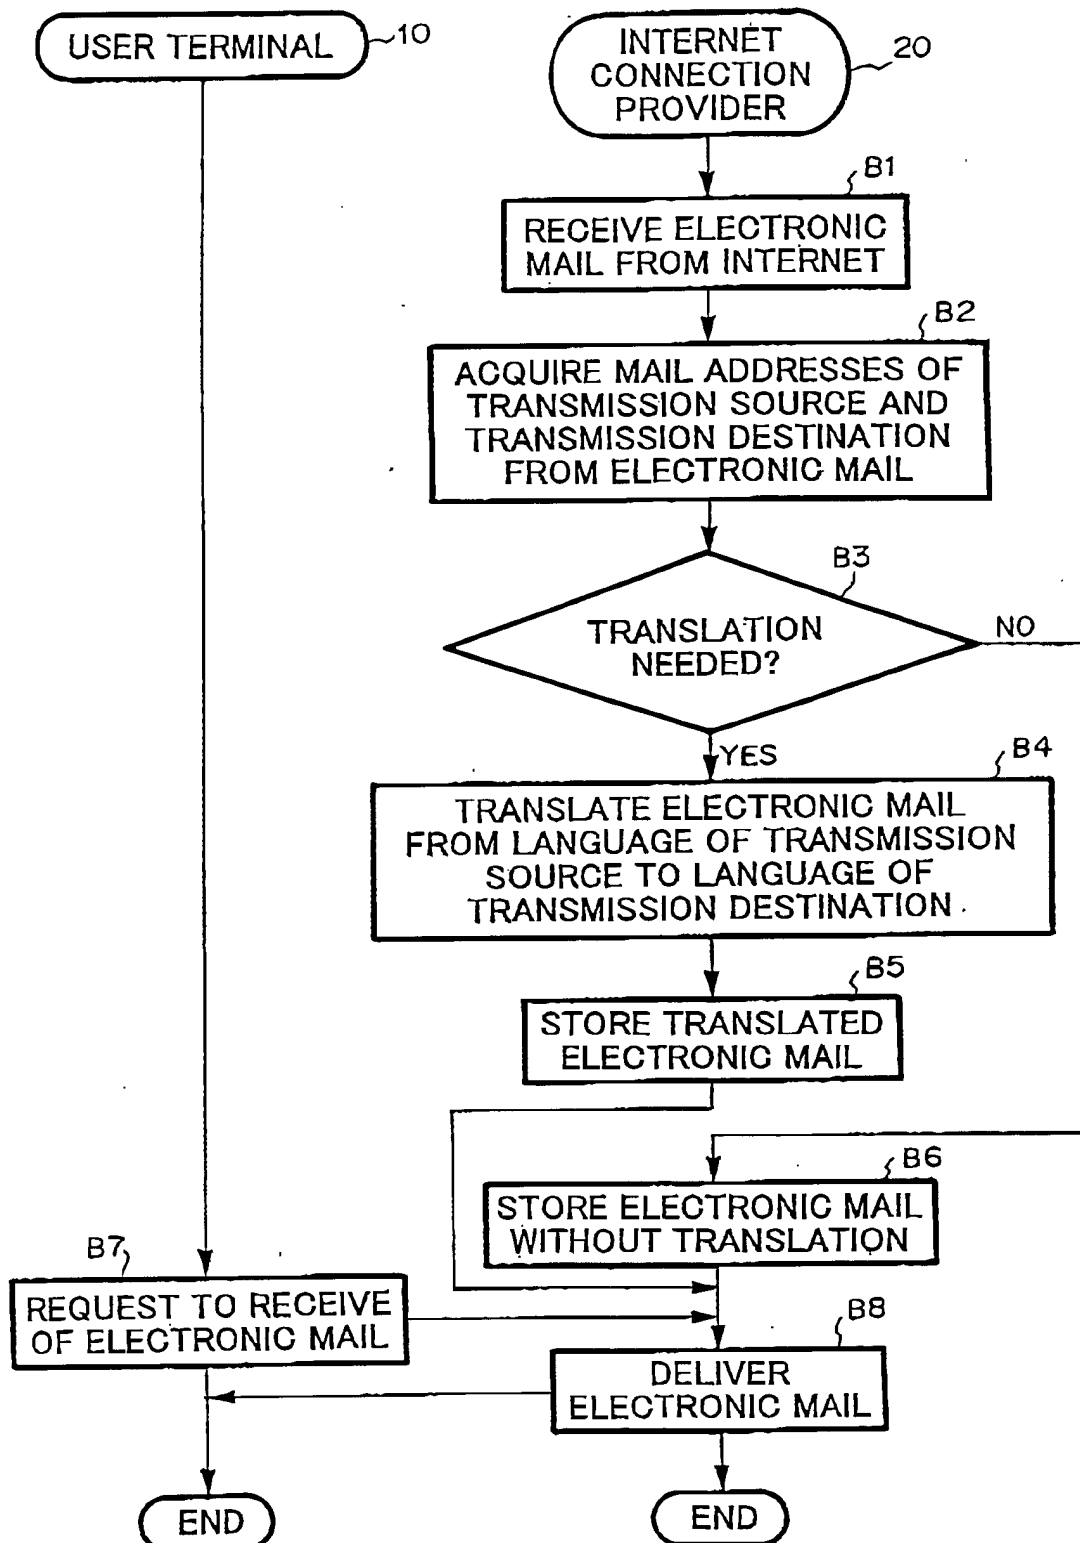 USER TERMINAL
10
INTERNET
CONNECTION
PROVIDER
20
B1
RECEIVE ELECTRONIC
MAIL FROM INTERNET
B2
ACQUIRE MAIL ADDRESSES OF
TRANSMISSION SOURCE AND
TRANSMISSION DESTINATION
FROM ELECTRONIC MAIL
B3
TRANSLATION
NEEDED?
NO
YES
B4
TRANSLATE ELECTRONIC MAIL
FROM LANGUAGE OF TRANSMISSION
SOURCE TO LANGUAGE OF
TRANSMISSION DESTINATION
B5
STORE TRANSLATED
ELECTRONIC MAIL
B6
STORE ELECTRONIC MAIL
WITHOUT TRANSLATION
B7
REQUEST TO RECEIVE
OF ELECTRONIC MAIL
B8
DELIVER
ELECTRONIC MAIL
END
END